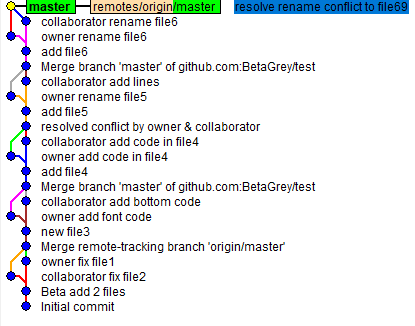 master remotes/origin/master resolve rename conflict to file69
collaborator rename file6
owner rename file6
add file6
Merge branch 'master' of github.com:BetaGrey/test
collaborator add lines
owner rename file5
add file5
resolved conflict by owner & collaborator
collaborator add code in file4
owner add code in file4
add file4
Merge branch 'master' of github.com:BetaGrey/test
collaborator add bottom code
owner add font code
new file3
Merge remote-tracking branch 'origin/master'
owner fix file1
collaborator fix file2
Beta add 2 files
Initial commit